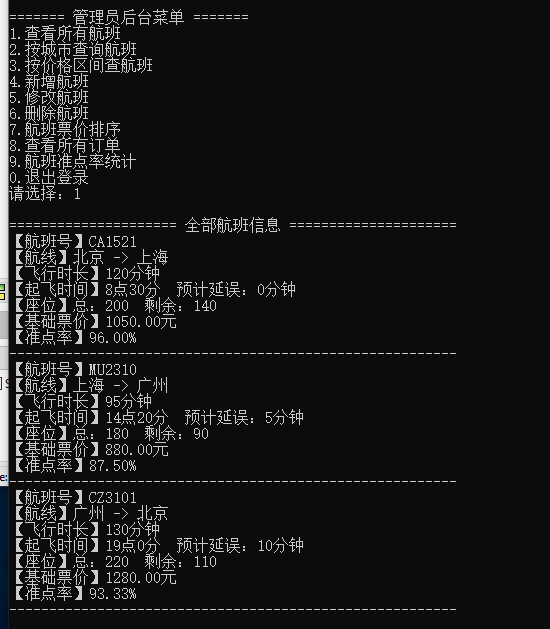 ======= 管理员后台菜单 =======
1.查看所有航班
2.按城市查询航班
3.按价格区间查航班
4.新增航班
5.修改航班
6.删除航班
7.航班票价排序
8.查看所有订单
9.航班准点率统计
0.退出登录
请选择：1
===================== 全部航班信息 =====================
【航班号】CA1521
【航线】北京 -> 上海
【飞行时长】120分钟
【起飞时间】8点30分  预计延误：0分钟
【座位】总：200  剩余：140
【基础票价】1050.00元
【准点率】96.00%
--------------------------------------------------------
【航班号】MU2310
【航线】上海 -> 广州
【飞行时长】95分钟
【起飞时间】14点20分  预计延误：5分钟
【座位】总：180  剩余：90
【基础票价】880.00元
【准点率】87.50%
--------------------------------------------------------
【航班号】CZ3101
【航线】广州 -> 北京
【飞行时长】130分钟
【起飞时间】19点0分  预计延误：10分钟
【座位】总：220  剩余：110
【基础票价】1280.00元
【准点率】93.33%
--------------------------------------------------------